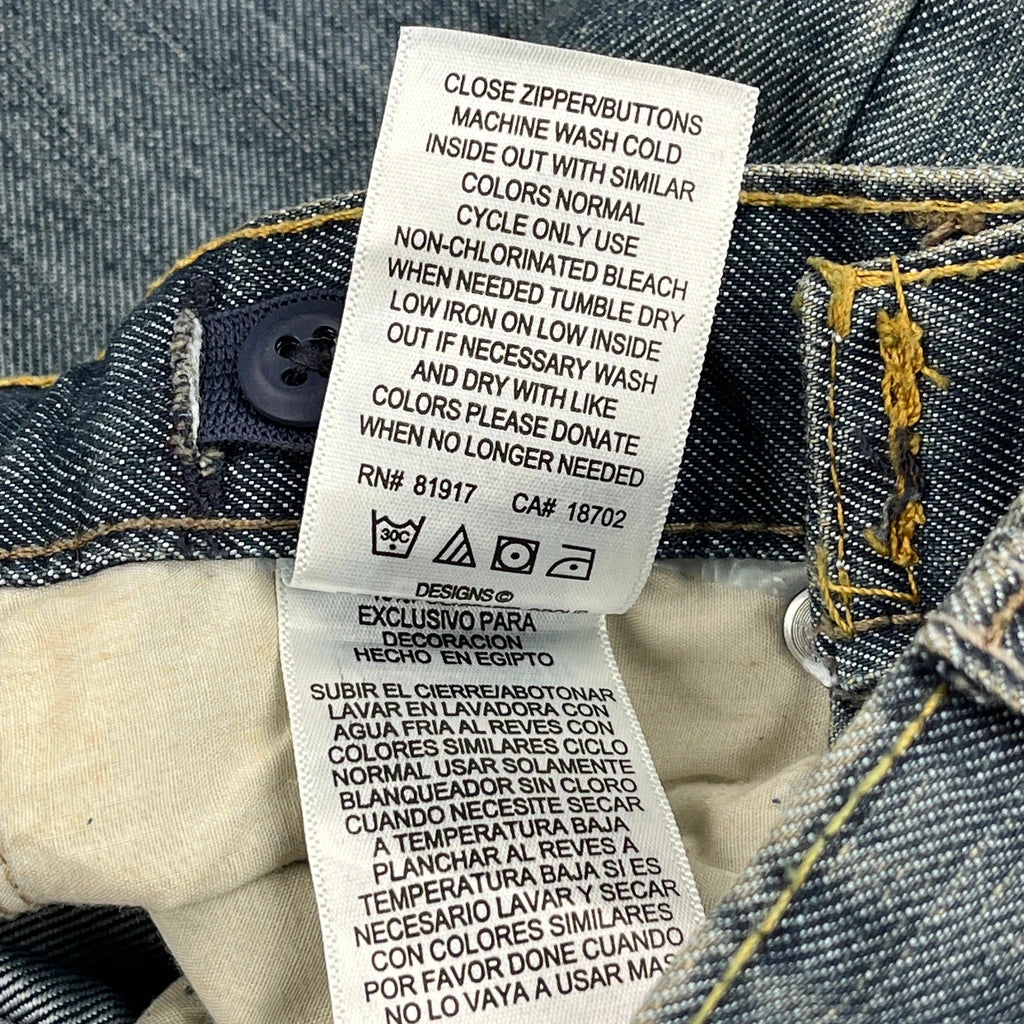 CLOSE ZIPPER/BUTTONS
MACHINE WASH COLD
INSIDE OUT WITH SIMILAR
COLORS NORMAL
CYCLE ONLY USE
NON-CHLORINATED BLEACH
WHEN NEEDED TUMBLE DRY
LOW IRON ON LOW INSIDE
OUT IF NECESSARY WASH
AND DRY WITH LIKE
COLORS PLEASE DONATE
WHEN NO LONGER NEEDED
RN# 81917 CA# 18702
30C
DESIGNS©
EXCLUSIVO PARA
DECORACION
HECHO EN EGIPTO
SUBIR EL CIERRE/ABOTONAR
LAVAR EN LAVADORA CON
AGUA FRIA AL REVES CON
COLORES SIMILARES CICLO
NORMAL USAR SOLAMENTE
BLANQUEADOR SIN CLORO
CUANDO NECESITE SECAR
A TEMPERATURA BAJA
PLANCHAR AL REVES A
TEMPERATURA BAJA SI ES
NECESARIO LAVAR Y SECAR
CON COLORES SIMILARES
POR FAVOR DONE CUANDO
NO LO VAYA A USAR MAS